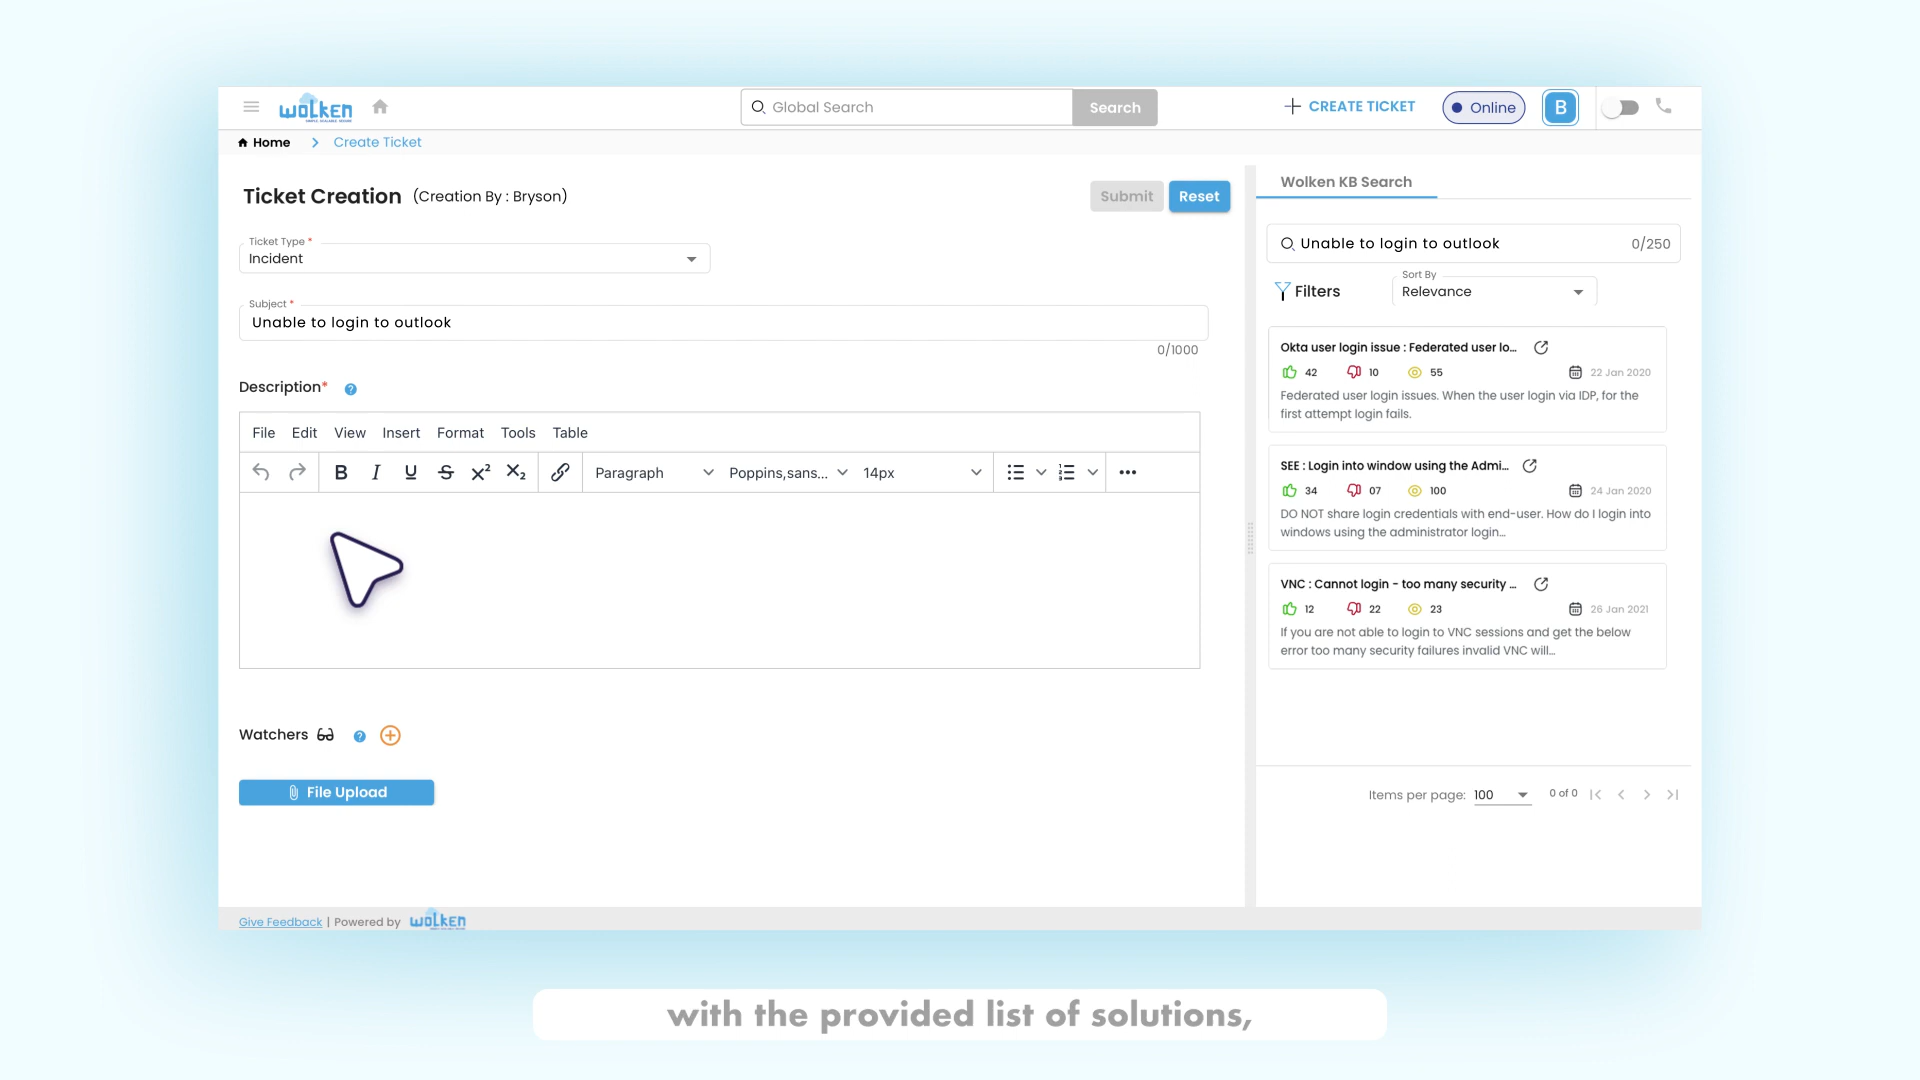 wolken
Global Search
Search
CREATE TICKET
Online
B
Home
Create Ticket
Ticket Creation (Creation By : Bryson)
Submit
Reset
Ticket Type *
Incident
Subject *
Unable to login to outlook
0/1000
Description* ?
File Edit View Insert Format Tools Table
B I U S X² X₂ Paragraph Poppins,sans... 14px
Watchers ?
File Upload
Wolken KB Search
Unable to login to outlook 0/250
Filters
Sort By
Relevance
Okta user login issue : Federated user lo...
42 10 55 22 Jan 2020
Federated user login issues. When the user login via IDP, for the
first attempt login fails.
SEE : Login into window using the Admi...
34 07 100 24 Jan 2020
DO NOT share login credentials with end-user. How do I login into
windows using the administrator login...
VNC : Cannot login - too many security ...
12 22 23 26 Jan 2021
If you are not able to login to VNC sessions and get the below
error too many security failures invalid VNC will...
Items per page: 100 0 of 0
Give Feedback | Powered by wolken
with the provided list of solutions,